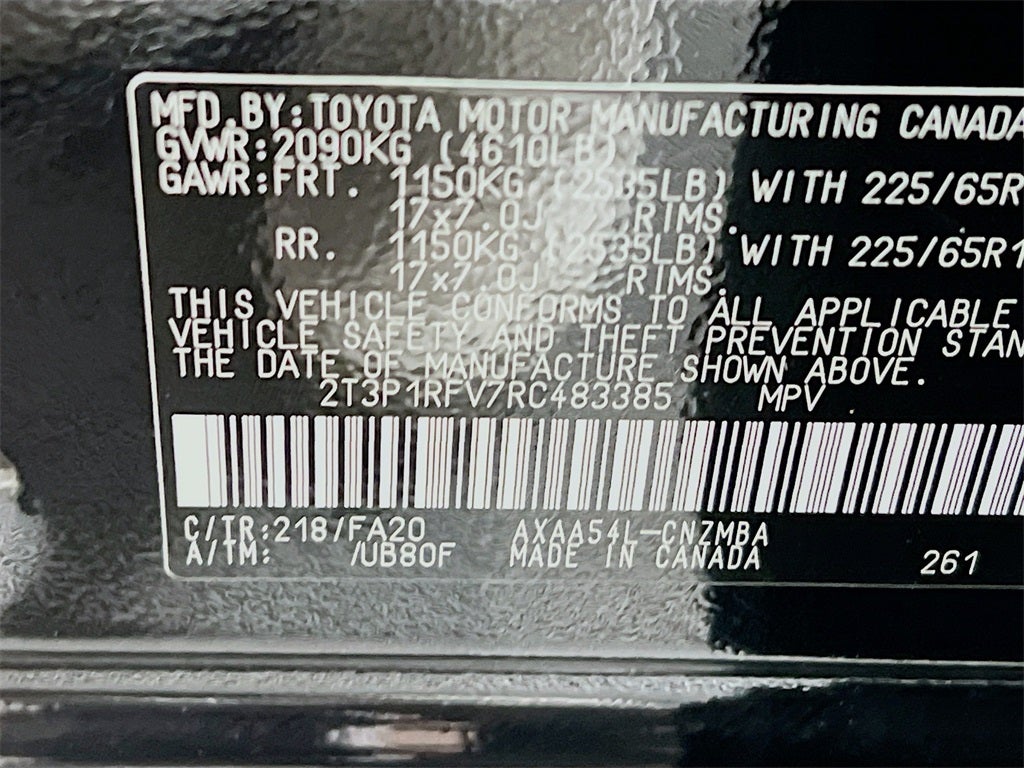 MFD.BY:TOYOTA MOTOR MANUFACTURING CANADA
GVWR:2090KG (4610LB)
GAWR:FRT. 1150KG (2535LB) WITH 225/65R
17x7.0J RIMS.
RR. 1150KG (2535LB) WITH 225/65R1
17x7.0J RIMS.
THIS VEHICLE CONFORMS TO ALL APPLICABLE
VEHICLE SAFETY AND THEFT PREVENTION STAN
THE DATE OF MANUFACTURE SHOWN ABOVE.
2T3P1RFV7RC483385 MPV
C/TR:218/FA20 AXAA54L-CNZMBA
A/TM: /UB80F MADE IN CANADA 261